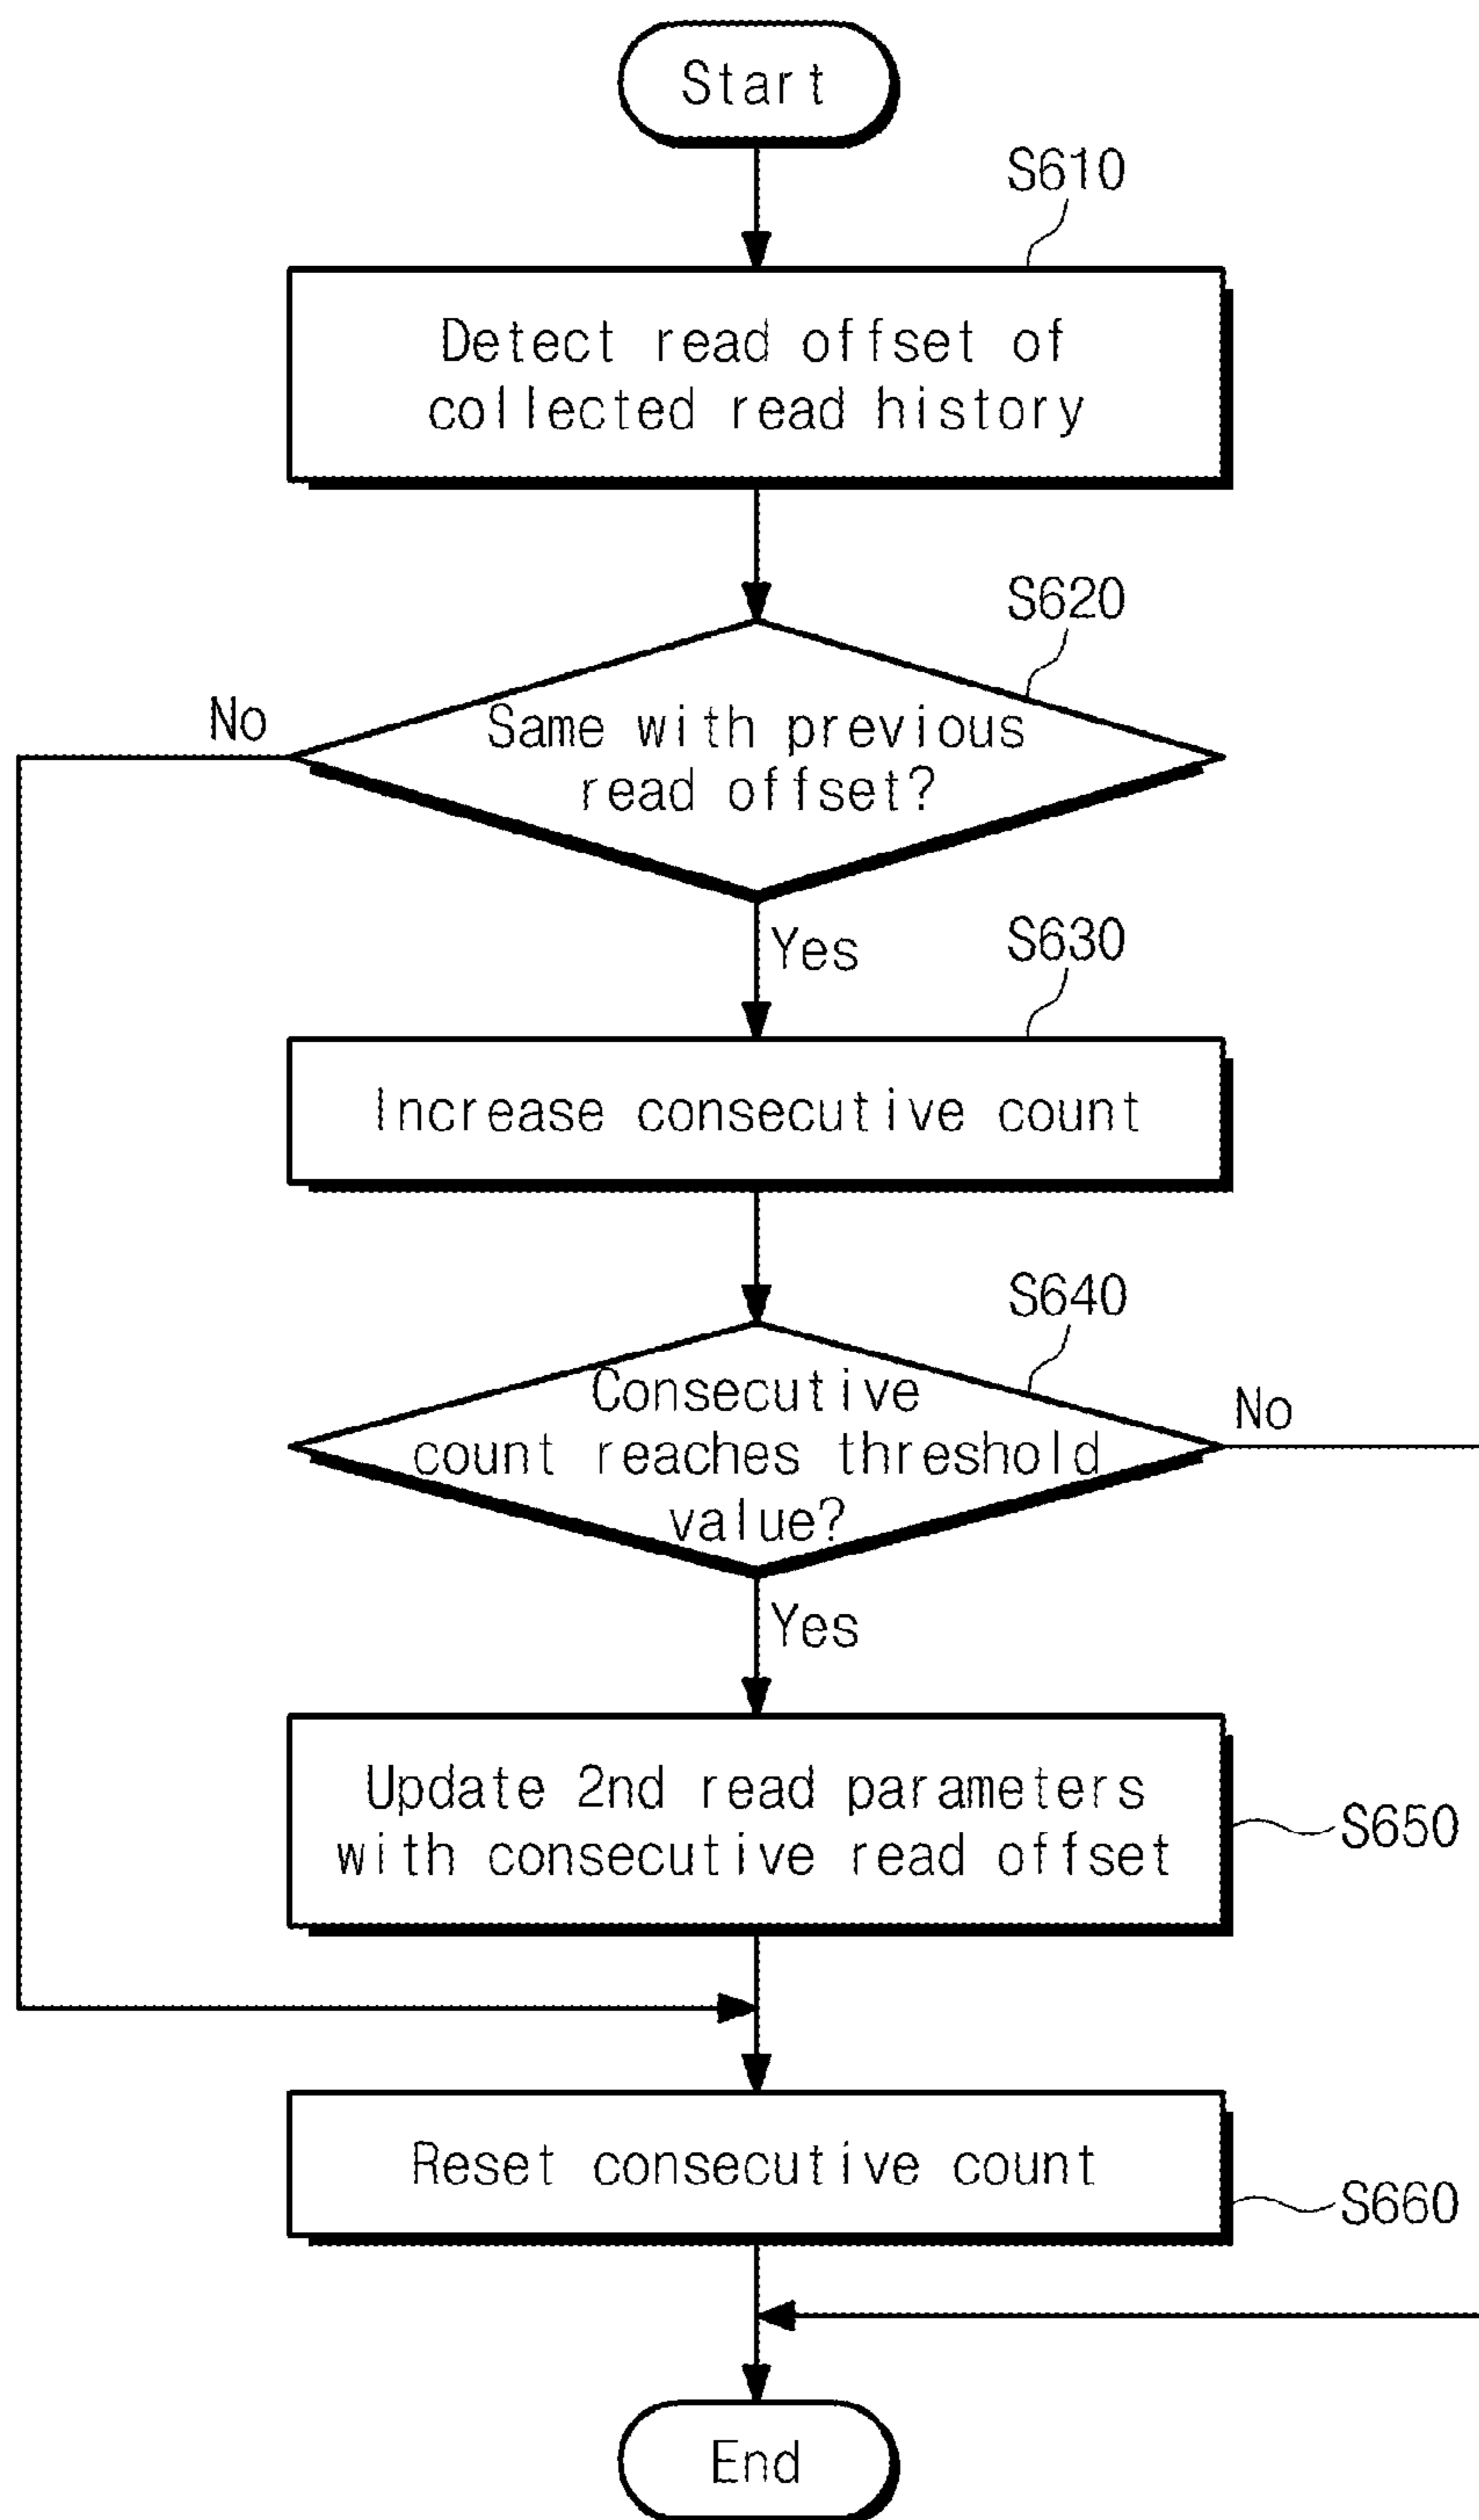 Start
S610
Detect read offset of
collected read history
S620
No
Same with previous
read offset?
Yes
S630
Increase consecutive count
S640
Consecutive
No
count reaches threshold
value?
Yes
Update 2nd read parameters
S650
with consecutive read offset
Reset consecutive count
S660
End